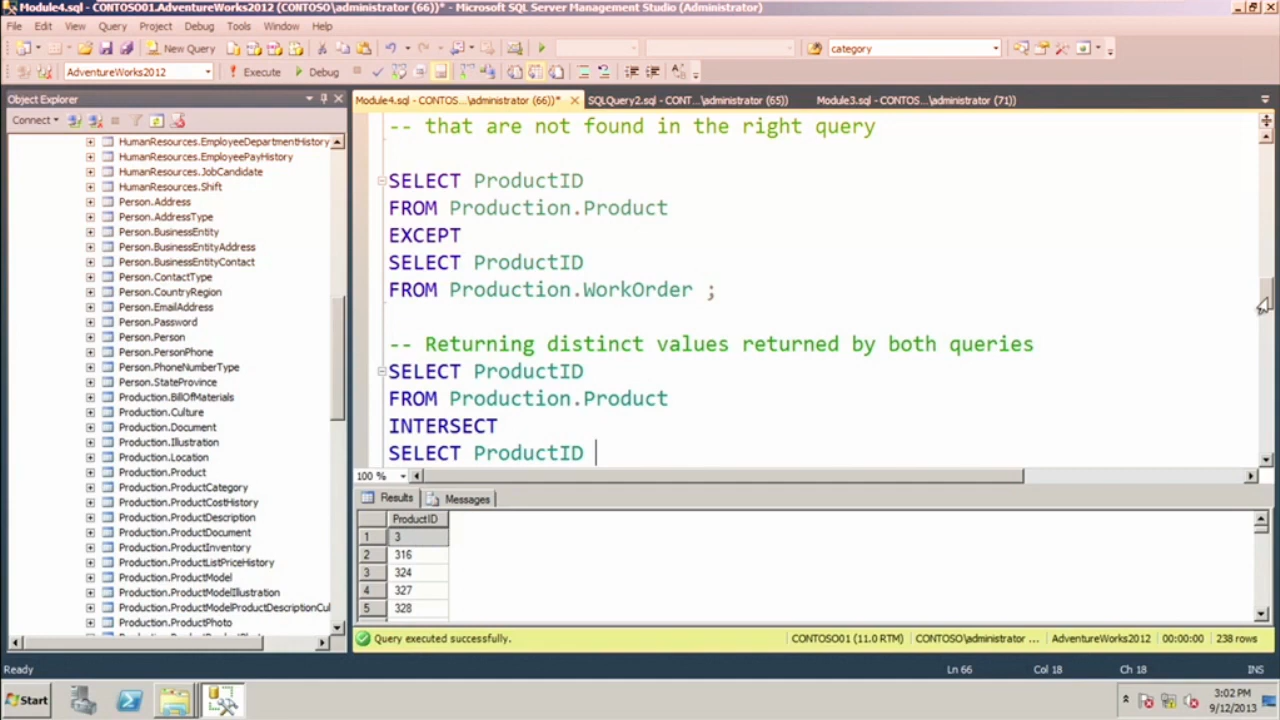 Module4.sql - CONTOSO01.AdventureWorks2012 (CONTOSO\administrator (66))* - Microsoft SQL Server Management Studio (Administrator)
File Edit View Query Project Debug Tools Window Help
New Query
category
AdventureWorks2012
Execute
Debug
Object Explorer
Connect
HumanResources.EmployeeDepartmentHistory
HumanResources.EmployeePayHistory
HumanResources.JobCandidate
HumanResources.Shift
Person.Address
Person.AddressType
Person.BusinessEntity
Person.BusinessEntityAddress
Person.BusinessEntityContact
Person.ContactType
Person.CountryRegion
Person.EmailAddress
Person.Password
Person.Person
Person.PersonPhone
Person.PhoneNumberType
Person.StateProvince
Production.BillOfMaterials
Production.Culture
Production.Document
Production.Illustration
Production.Location
Production.Product
Production.ProductCategory
Production.ProductCostHistory
Production.ProductDescription
Production.ProductDocument
Production.ProductInventory
Production.ProductListPriceHistory
Production.ProductModel
Production.ProductModelIllustration
Production.ProductModelProductDescriptionCul
Production.ProductPhoto
Module4.sql - CONTOS...\administrator (66))*
SQLQuery2.sql - CONT...\administrator (65))
Module3.sql - CONTOS...\administrator (71))
-- that are not found in the right query
SELECT ProductID
FROM Production.Product
EXCEPT
SELECT ProductID
FROM Production.WorkOrder ;
-- Returning distinct values returned by both queries
SELECT ProductID
FROM Production.Product
INTERSECT
SELECT ProductID
100 %
Results
Messages
ProductID
1 3
2 316
3 324
4 327
5 328
Query executed successfully.
CONTOSO01 (11.0 RTM)
CONTOSO\administrator ...
AdventureWorks2012
00:00:00
238 rows
Ready
Ln 66
Col 18
Ch 18
INS
Start
3:02 PM
9/12/2013